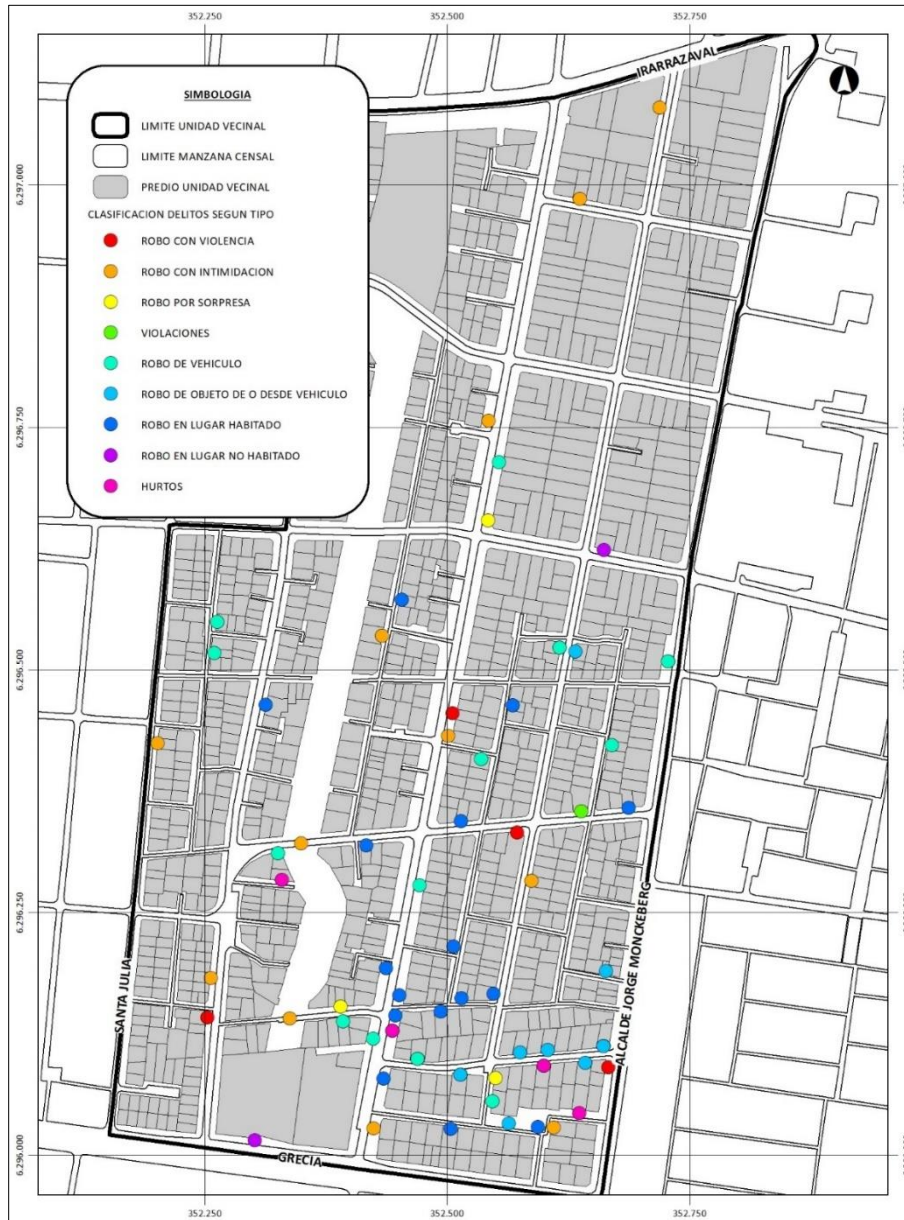 352.250
352.500
352.750
IRARRAZAVAL
SIMBOLOGIA
LIMITE UNIDAD VECINAL
LIMITE MANZANA CENSAL
PREDIO UNIDAD VECINAL
CLASIFICACION DELITOS SEGUN TIPO
ROBO CON VIOLENCIA
ROBO CON INTIMIDACION
ROBO POR SORPRESA
VIOLACIONES
ROBO DE VEHICULO
ROBO DE OBJETO DE O DESDE VEHICULO
ROBO EN LUGAR HABITADO
ROBO EN LUGAR NO HABITADO
HURTOS
6.297.000
6.296.750
6.296.500
6.296.250
6.296.000
SANTA JULIA
ALCALDE JORGE MONCKEBERG
GRECIA
352.250
352.500
352.750